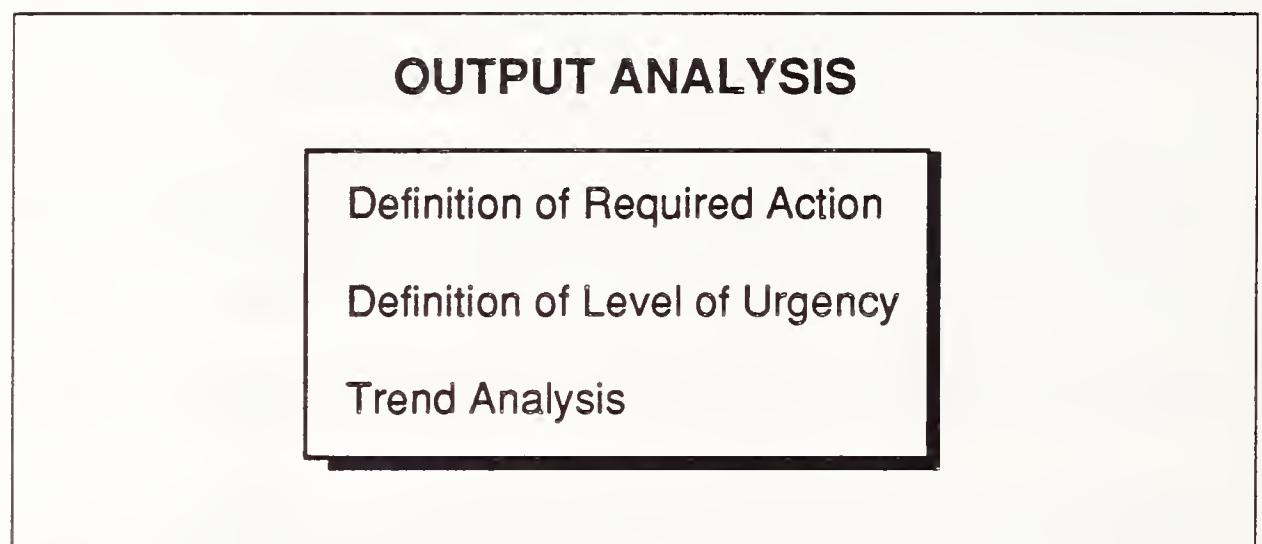 OUTPUT ANALYSIS
Definition of Required Action
Definition of Level of Urgency
Trend Analysis